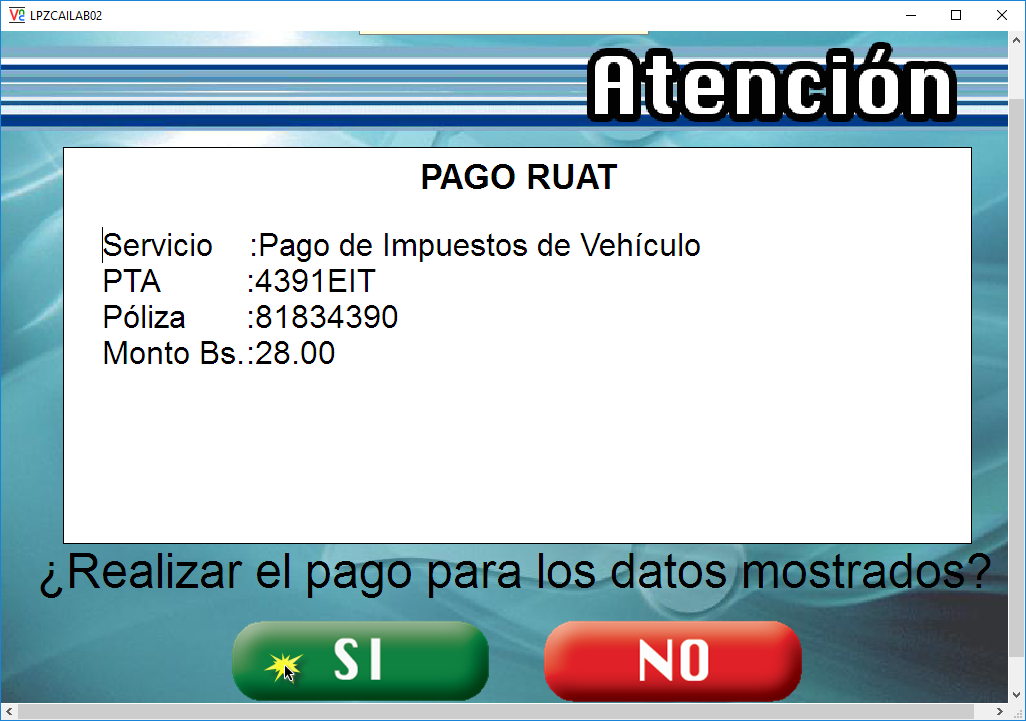 LPZCAILAB02
Atención
PAGO RUAT
Servicio :Pago de Impuestos de Vehículo
PTA :4391EIT
Póliza :81834390
Monto Bs.:28.00
¿Realizar el pago para los datos mostrados?
SI
NO